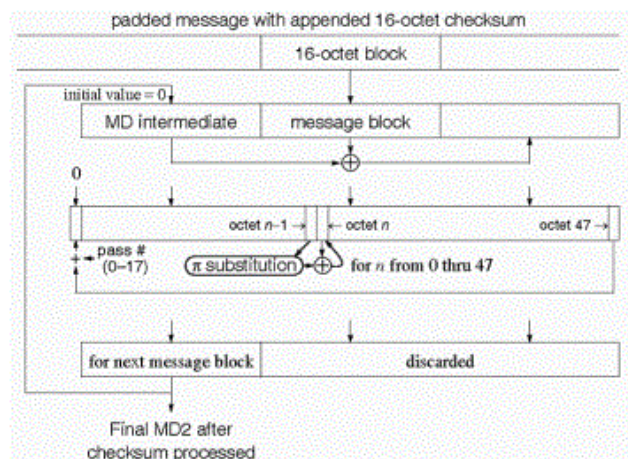 padded message with appended 16-octet checksum
16-octet block
initial value = 0
MD intermediate
message block
0
octet n–1
octet n
octet 47
pass #
(0–17)
π substitution
for n from 0 thru 47
for next message block
discarded
Final MD2 after
checksum processed